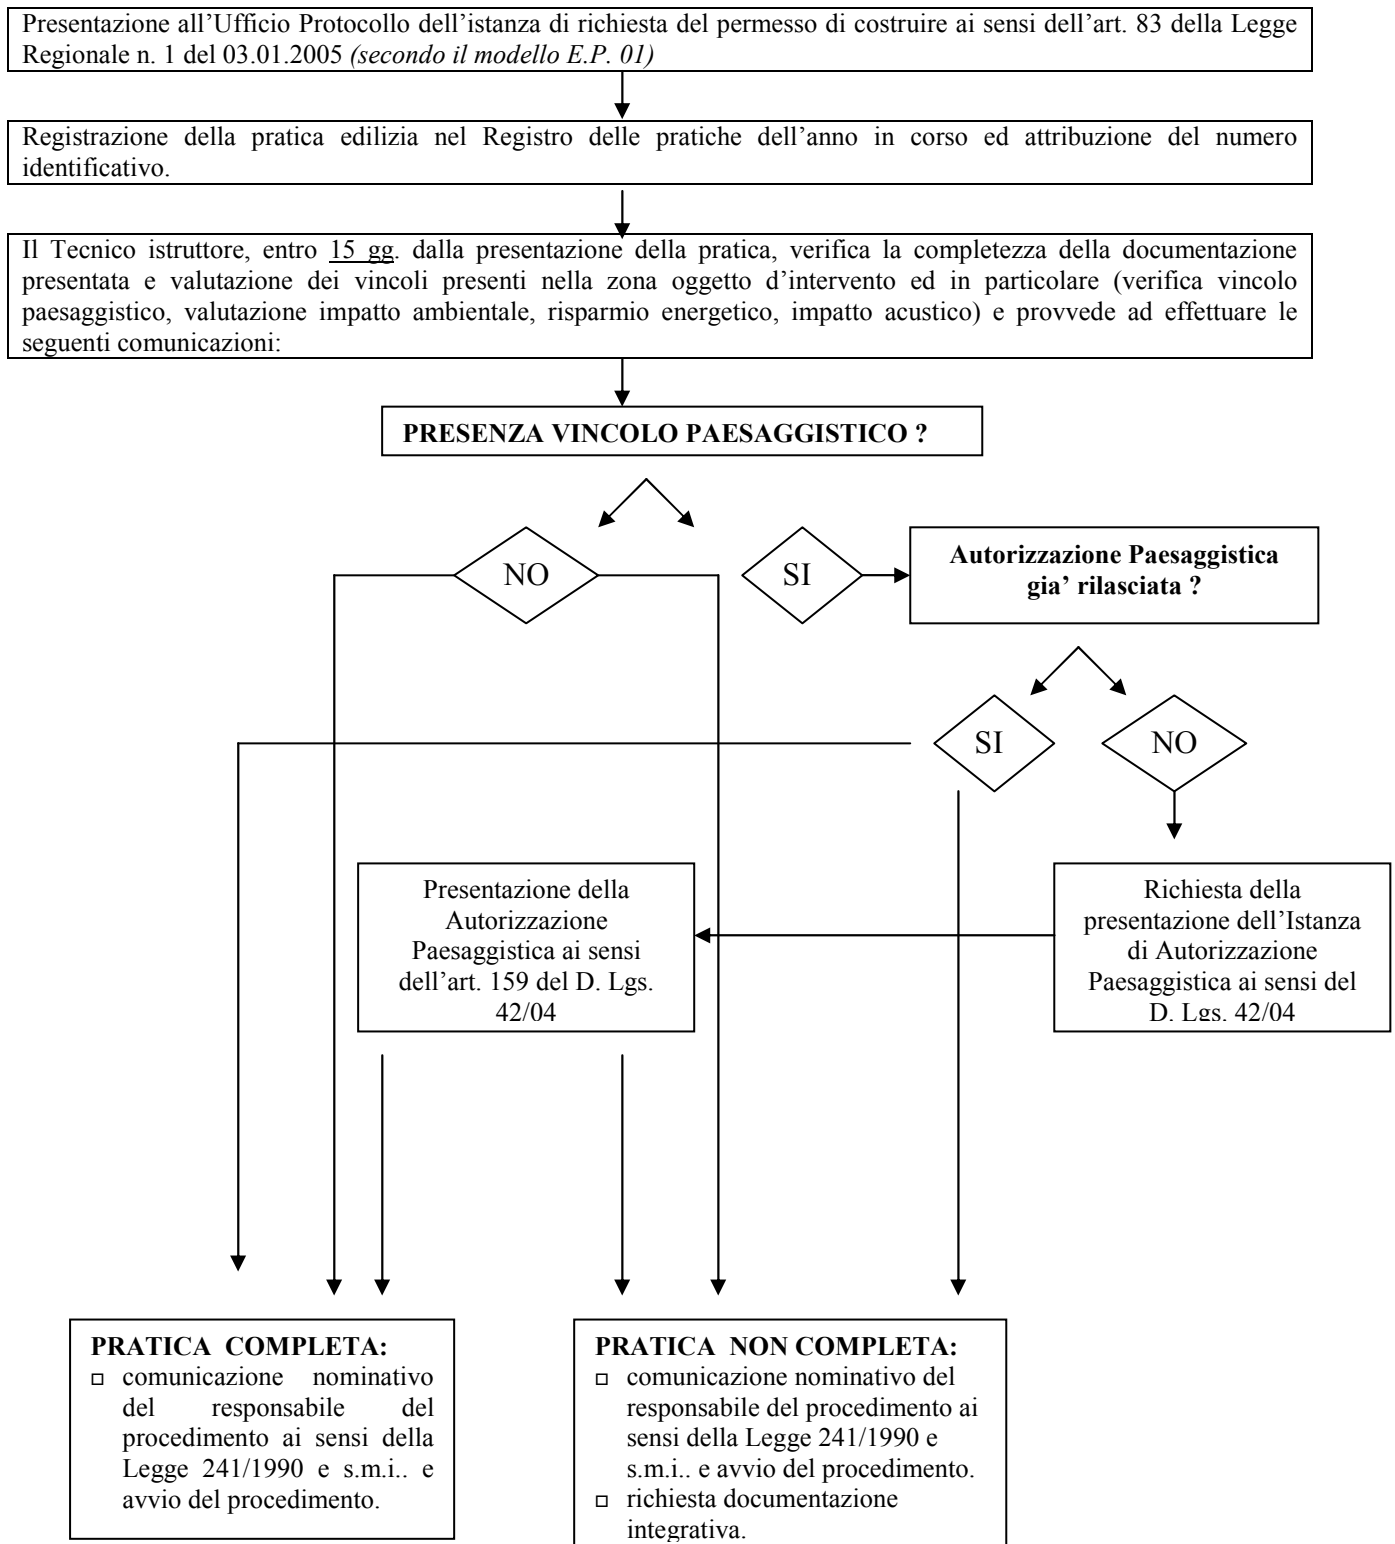 Presentazione all’Ufficio Protocollo dell’istanza di richiesta del permesso di costruire ai sensi dell’art. 83 della Legge
Regionale n. 1 del 03.01.2005 (secondo il modello E.P. 01)
Registrazione della pratica edilizia nel Registro delle pratiche dell’anno in corso ed attribuzione del numero
identificativo.
Il Tecnico istruttore, entro 15 gg. dalla presentazione della pratica, verifica la completezza della documentazione
presentata e valutazione dei vincoli presenti nella zona oggetto d’intervento ed in particolare (verifica vincolo
paesaggistico, valutazione impatto ambientale, risparmio energetico, impatto acustico) e provvede ad effettuare le
seguenti comunicazioni:
PRESENZA VINCOLO PAESAGGISTICO ?
NO
SI
Autorizzazione Paesaggistica
gia’ rilasciata ?
SI
NO
Presentazione della
Autorizzazione
Paesaggistica ai sensi
dell’art. 159 del D. Lgs.
42/04
Richiesta della
presentazione dell’Istanza
di Autorizzazione
Paesaggistica ai sensi del
D. Lgs. 42/04
PRATICA COMPLETA:
□ comunicazione nominativo
del responsabile del
procedimento ai sensi della
Legge 241/1990 e s.m.i.. e
avvio del procedimento.
PRATICA NON COMPLETA:
□ comunicazione nominativo del
responsabile del procedimento ai
sensi della Legge 241/1990 e
s.m.i.. e avvio del procedimento.
□ richiesta documentazione
integrativa.